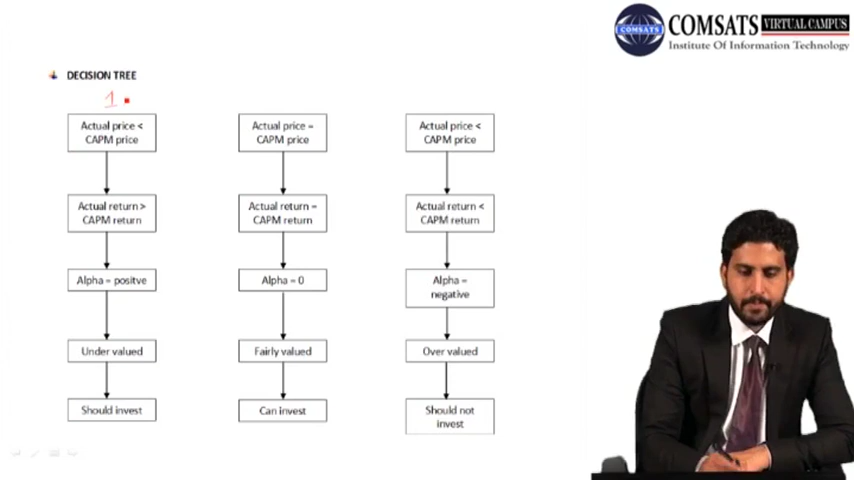 COMSATS VIRTUAL CAMPUS
COMSATS
Institute Of Information Technology
DECISION TREE
1.
Actual price <
CAPM price
Actual return >
CAPM return
Alpha = positve
Under valued
Should invest
Actual price =
CAPM price
Actual return =
CAPM return
Alpha = 0
Fairly valued
Can invest
Actual price <
CAPM price
Actual return <
CAPM return
Alpha =
negative
Over valued
Should not
invest